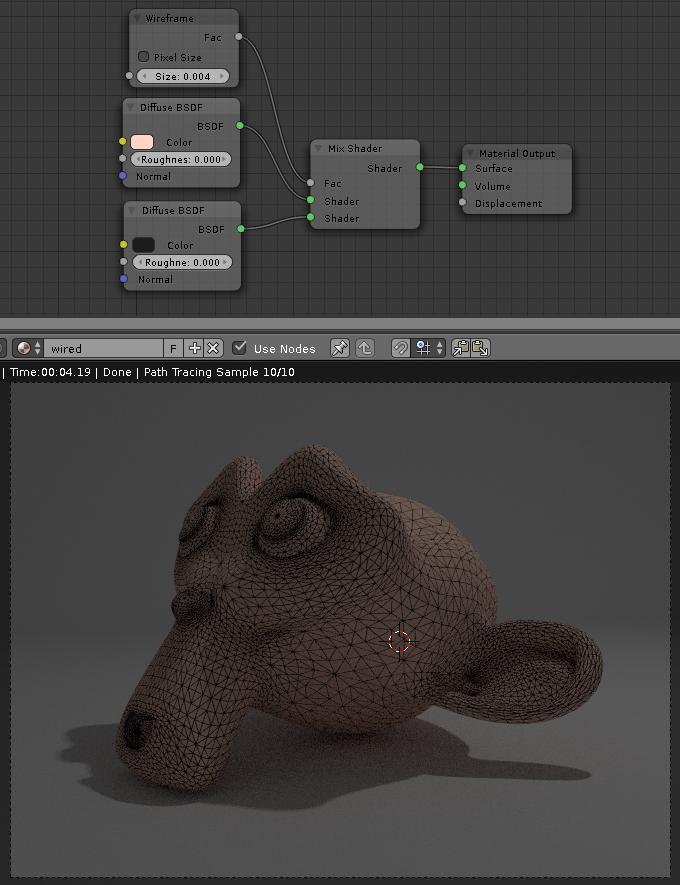 Wireframe
Fac
Pixel Size
Size: 0.004
Diffuse BSDF
BSDF
Color
Roughnes: 0.000
Normal
Diffuse BSDF
BSDF
Color
Roughne: 0.000
Normal
Mix Shader
Shader
Fac
Shader
Shader
Material Output
Surface
Volume
Displacement
wired F Use Nodes
| Time:00:04.19 | Done | Path Tracing Sample 10/10